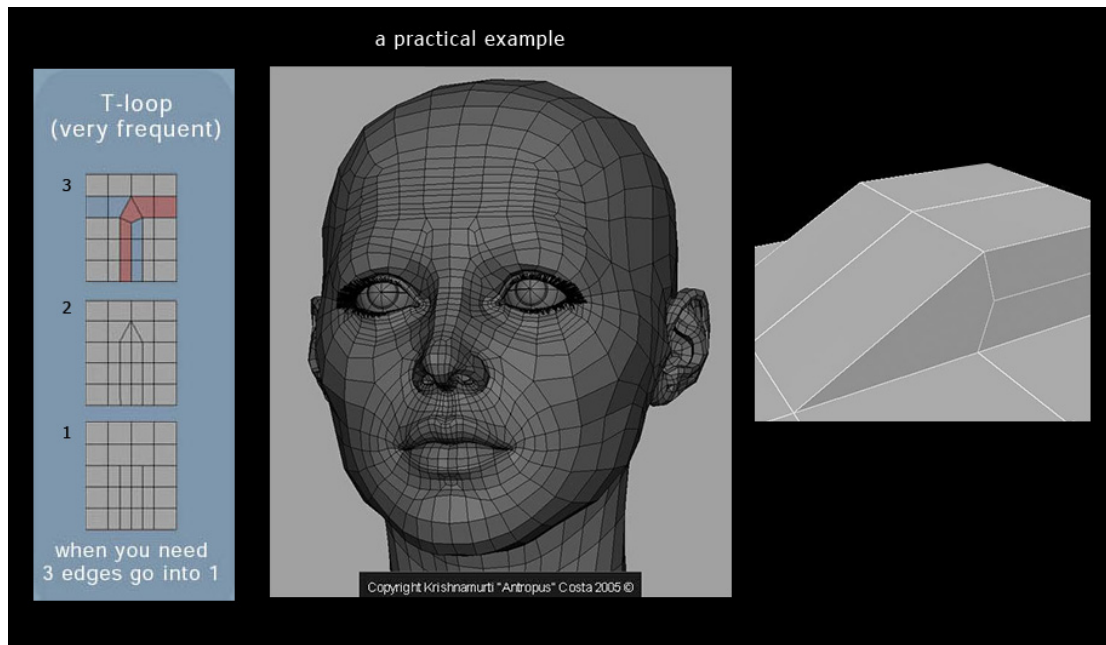 a practical example
T-loop
(very frequent)
3
2
1
when you need
3 edges go into 1
Copyright Krishnamurti "Antropus" Costa 2005 ©